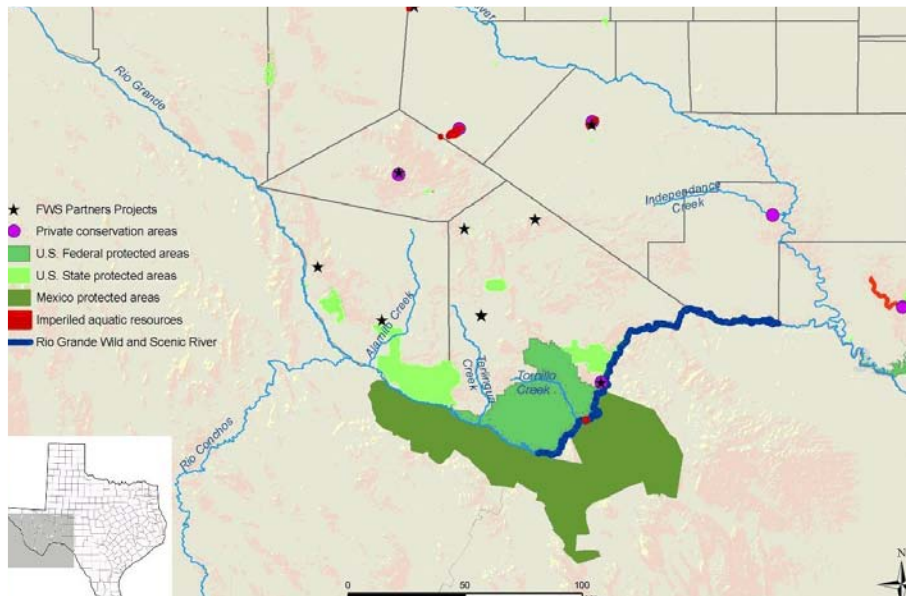 ver
Rio Grande
Independance
Creek
FWS Partners Projects
Private conservation areas
U.S. Federal protected areas
U.S. State protected areas
Mexico protected areas
Imperiled aquatic resources
Rio Grande Wild and Scenic River
Alamito Creek
Terlingua
Creek
Tornillo
Creek
Rio Conchos
N
0 50 100